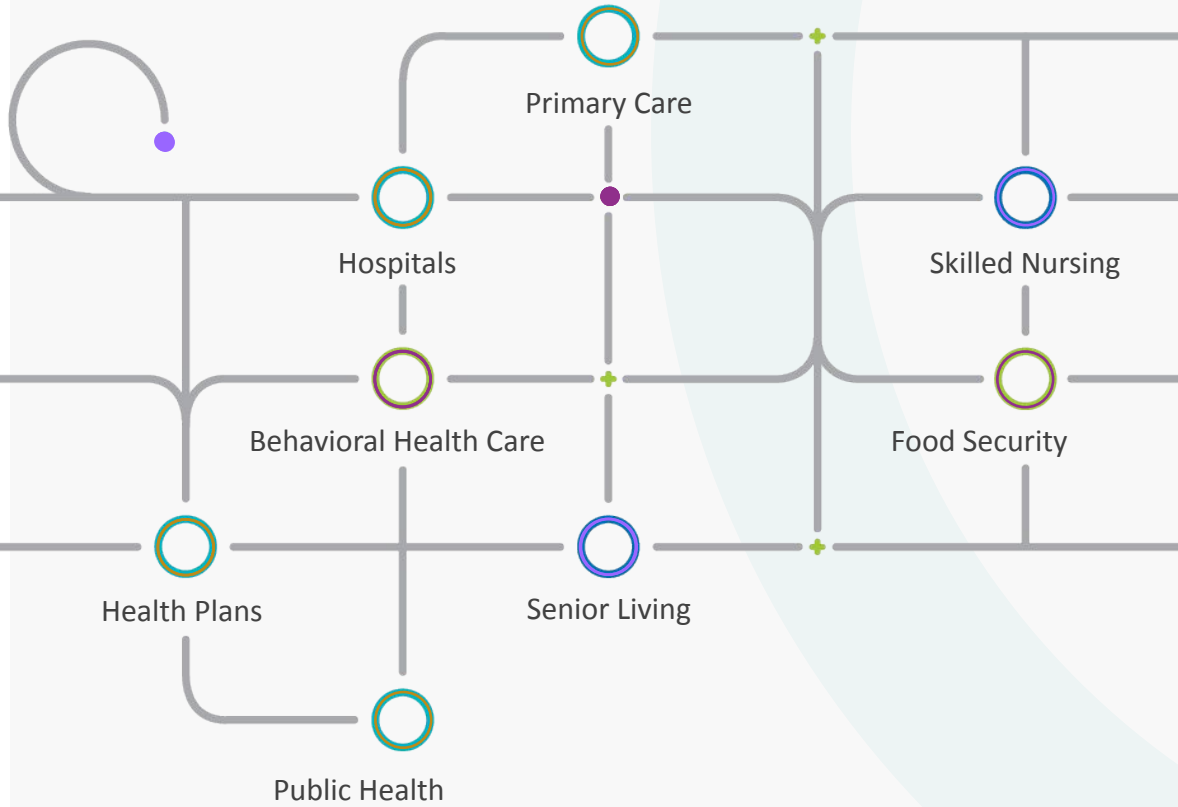 Primary Care
Hospitals
Skilled Nursing
Behavioral Health Care
Food Security
Health Plans
Senior Living
Public Health